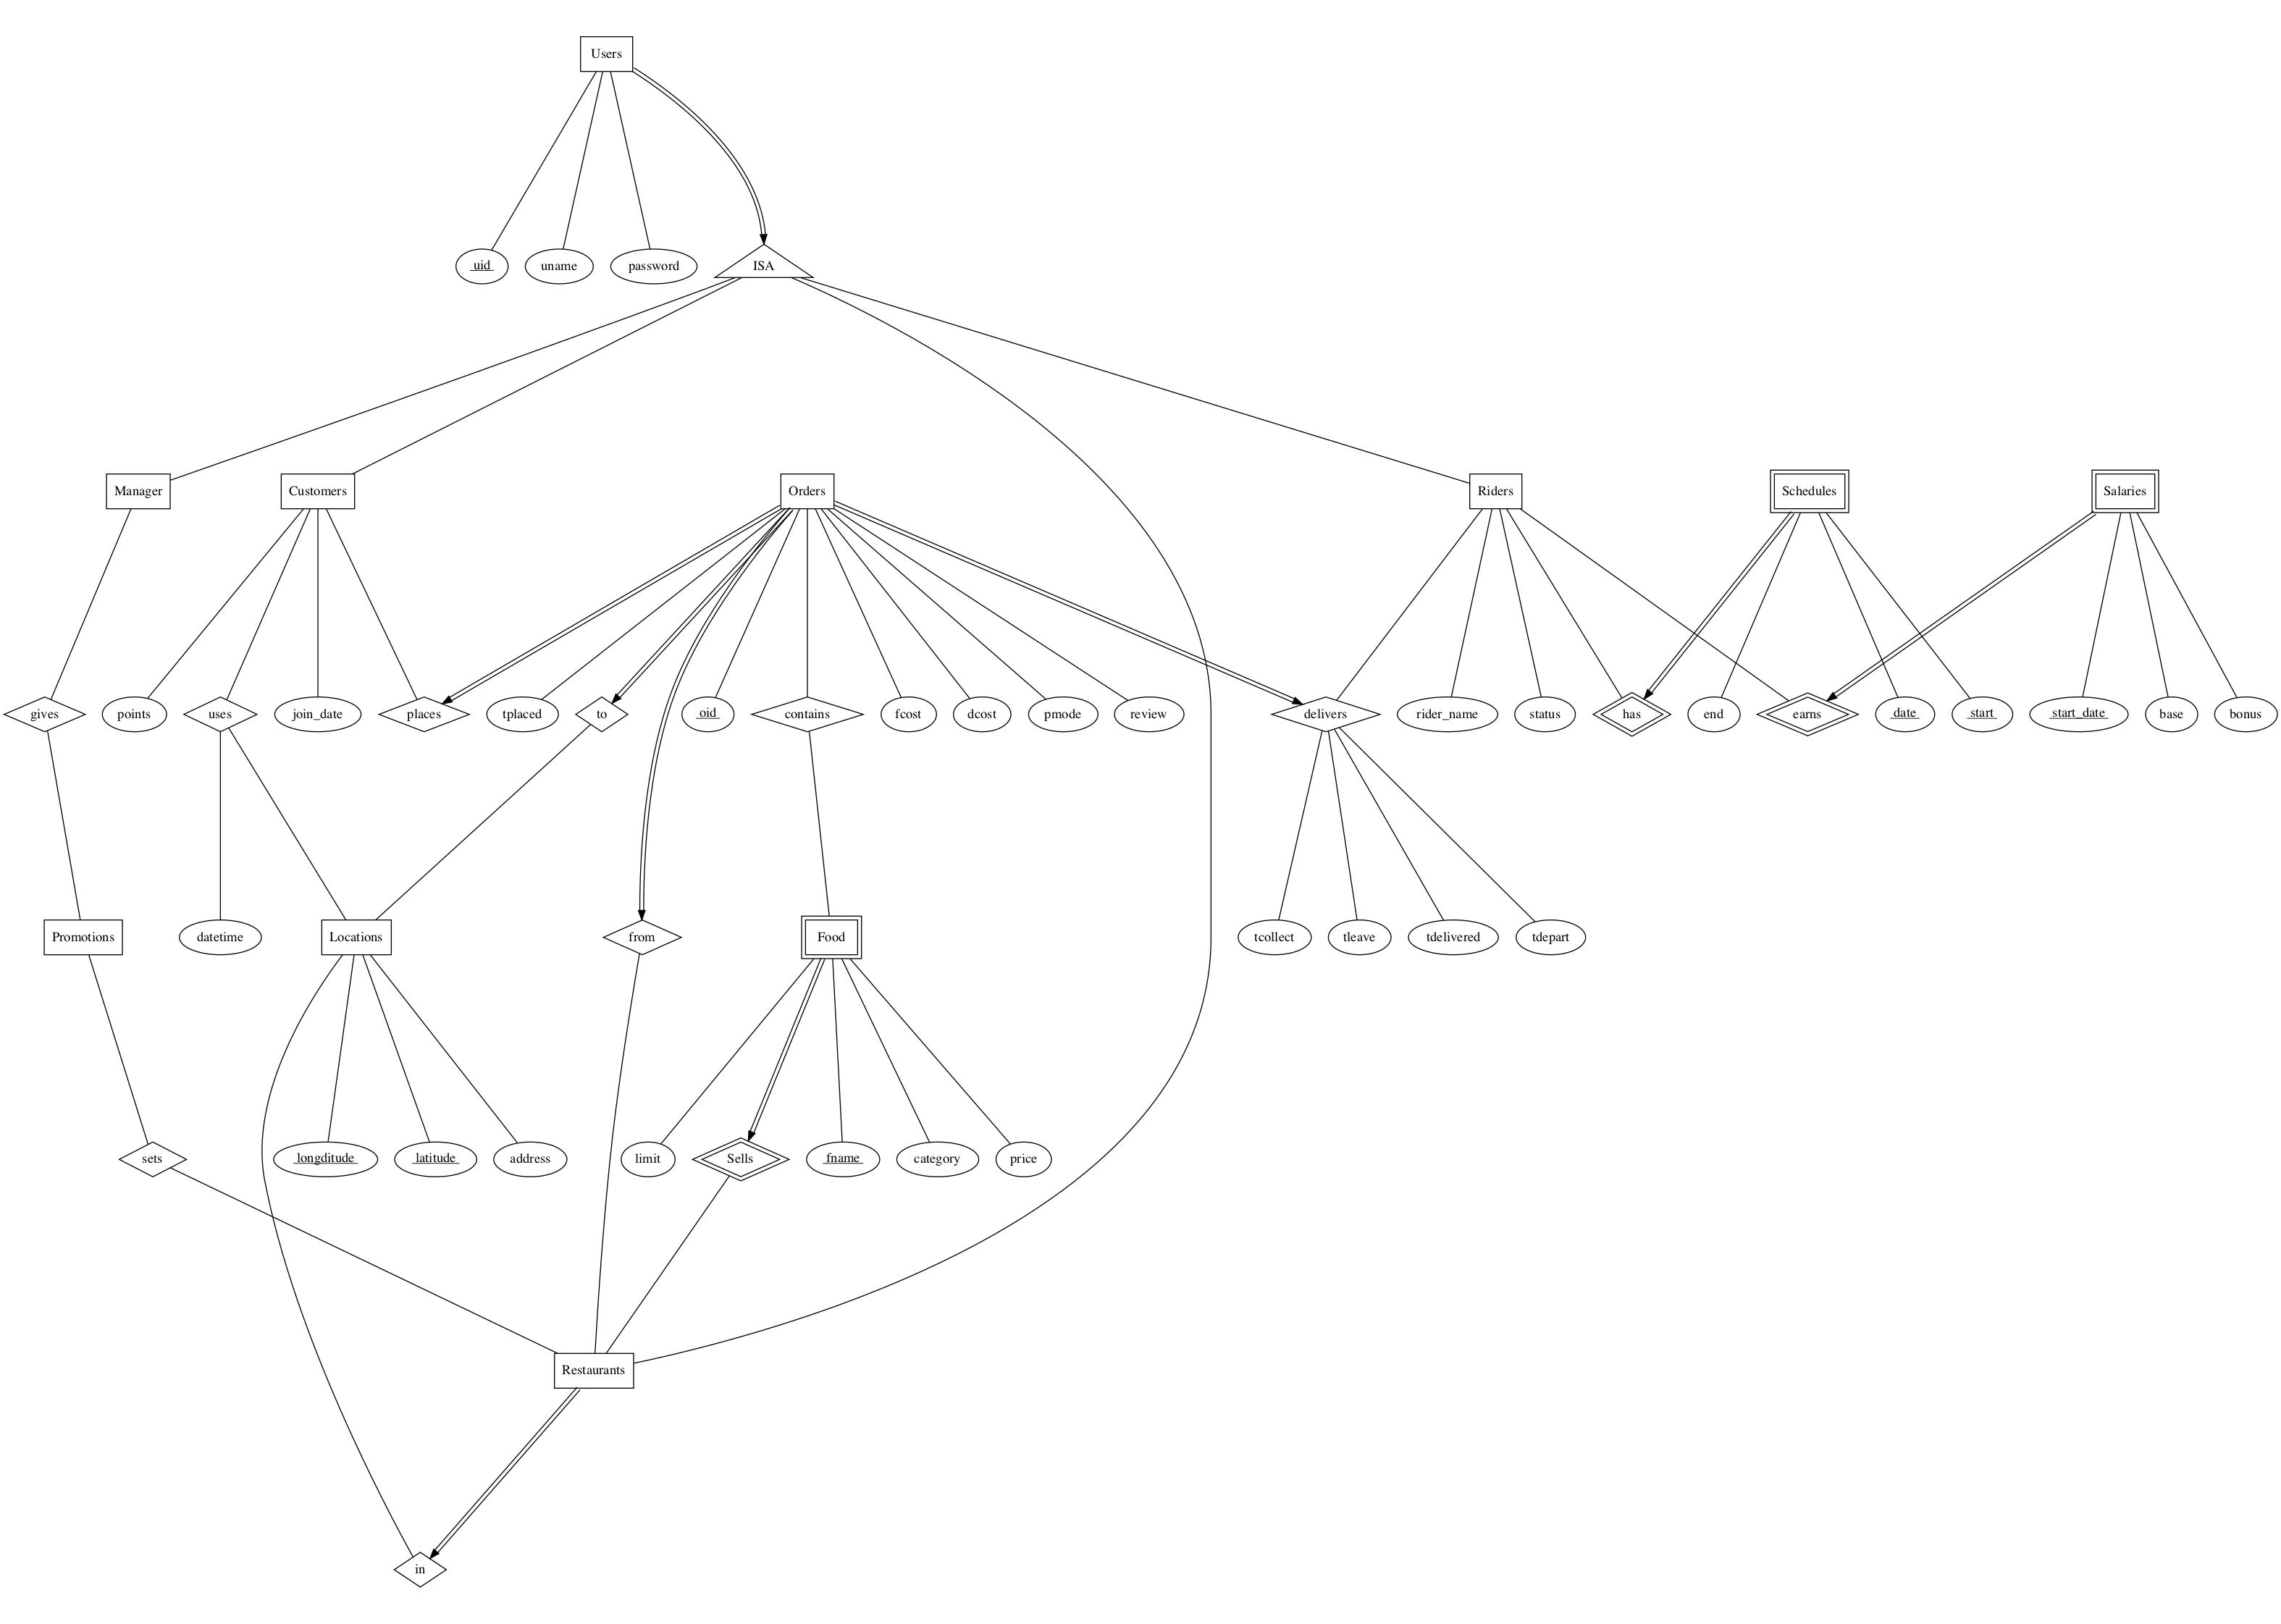 Users
uid
uname
password
ISA
Manager
Customers
Orders
Riders
Schedules
Salaries
gives
points
uses
join_date
places
tplaced
to
oid
contains
fcost
dcost
pmode
review
delivers
rider_name
status
has
end
earns
date
start
start_date
base
bonus
Promotions
datetime
Locations
from
Food
tcollect
tleave
tdelivered
tdepart
sets
longditude
latitude
address
limit
Sells
fname
category
price
Restaurants
in